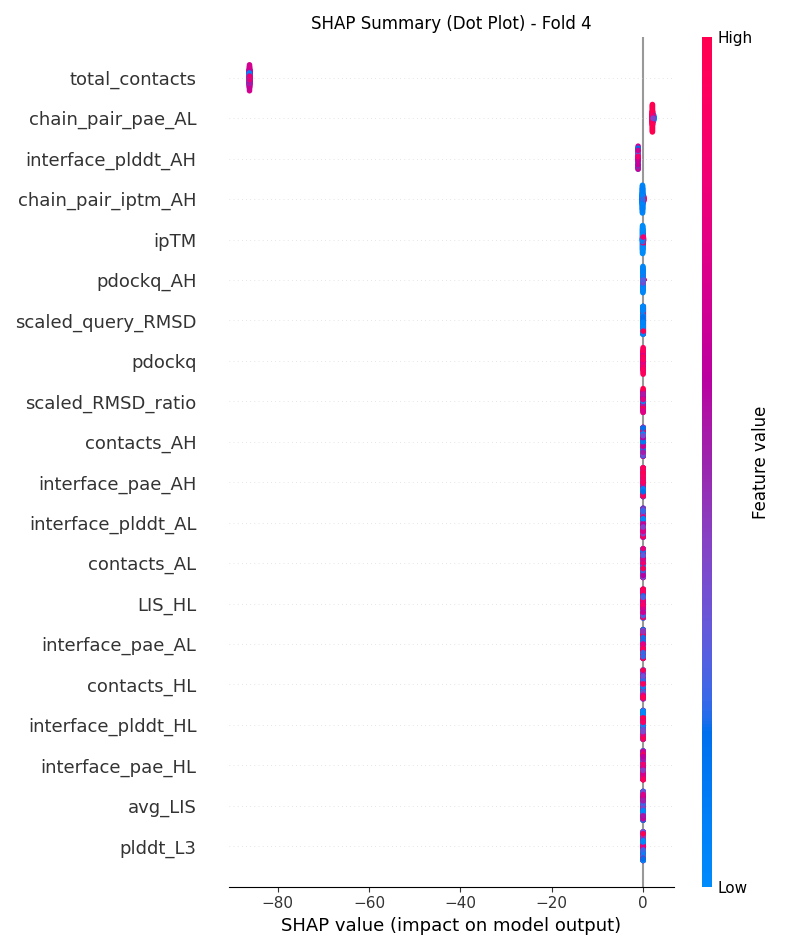 SHAP Summary (Dot Plot) - Fold 4
High
total_contacts
chain_pair_pae_AL
interface_plddt_AH
chain_pair_iptm_AH
ipTM
pdockq_AH
scaled_query_RMSD
pdockq
scaled_RMSD_ratio
contacts_AH
interface_pae_AH
interface_plddt_AL
contacts_AL
LIS_HL
interface_pae_AL
contacts_HL
interface_plddt_HL
interface_pae_HL
avg_LIS
plddt_L3
Feature value
Low
−80 −60 −40 −20 0
SHAP value (impact on model output)